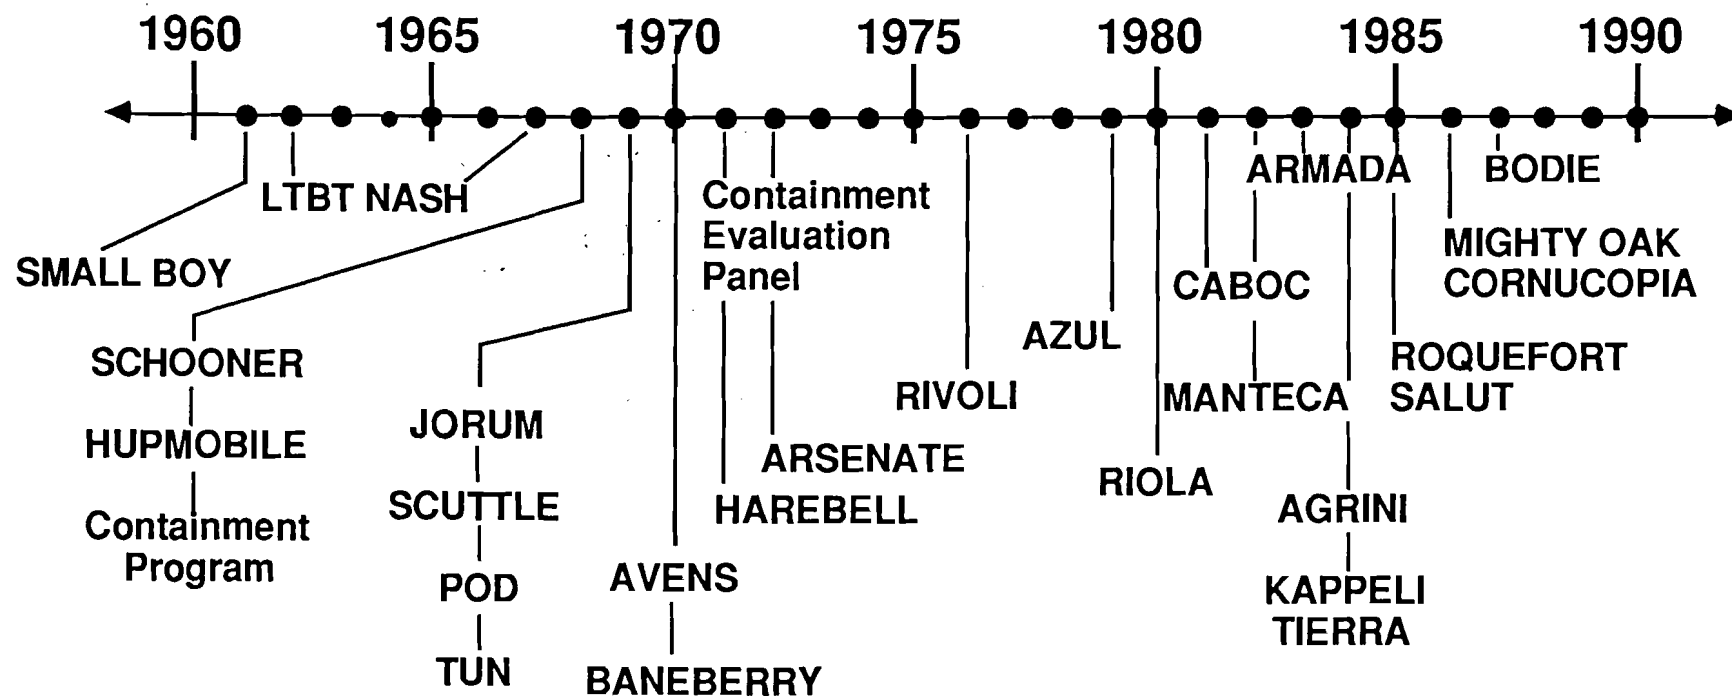 1960 1965 1970 1975 1980 1985 1990
LTBT NASH
SMALL BOY
SCHOONER
HUPMOBILE
Containment
Program
JORUM
SCUTTLE
POD
TUN
AVENS
BANEBERRY
Containment
Evaluation
Panel
ARSENATE
HAREBELL
RIVOLI
AZUL
RIOLA
CABOC
MANTECA
ARMADA
AGRINI
KAPPELI
TIERRA
ROQUEFORT
SALUT
MIGHTY OAK
CORNUCOPIA
BODIE